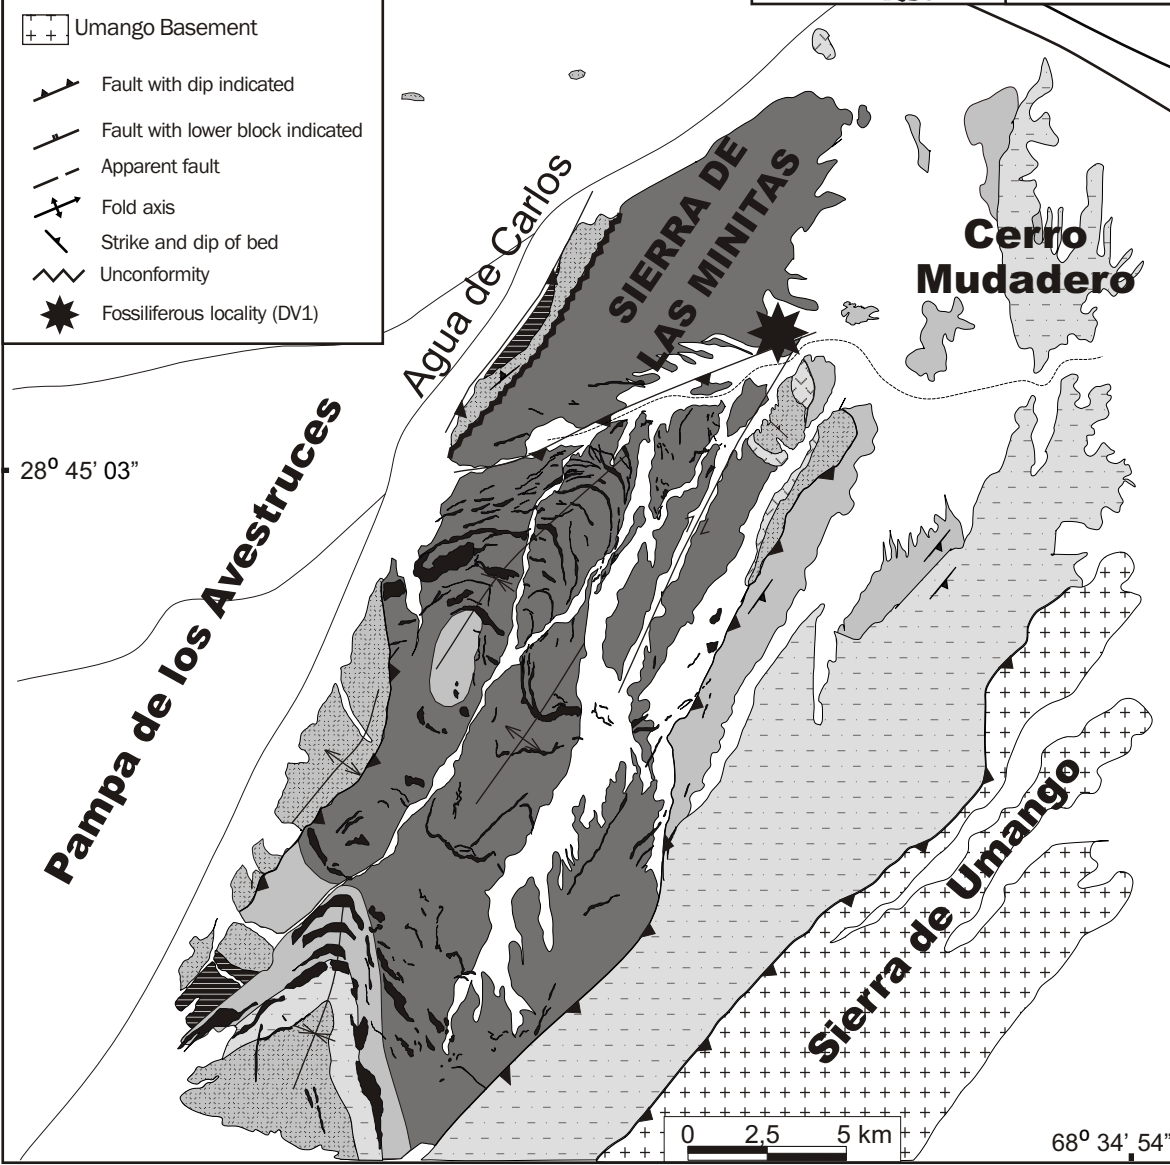 Umango Basement
Fault with dip indicated
Fault with lower block indicated
Apparent fault
Fold axis
Strike and dip of bed
Unconformity
Fossiliferous locality (DV1)
Agua de Carlos
SIERRA DE
LAS MINITAS
Cerro
Mudadero
28º 45’ 03”
Pampa de los Avestruces
Sierra de Umango
0 2,5 5 km
68º 34’ 54”